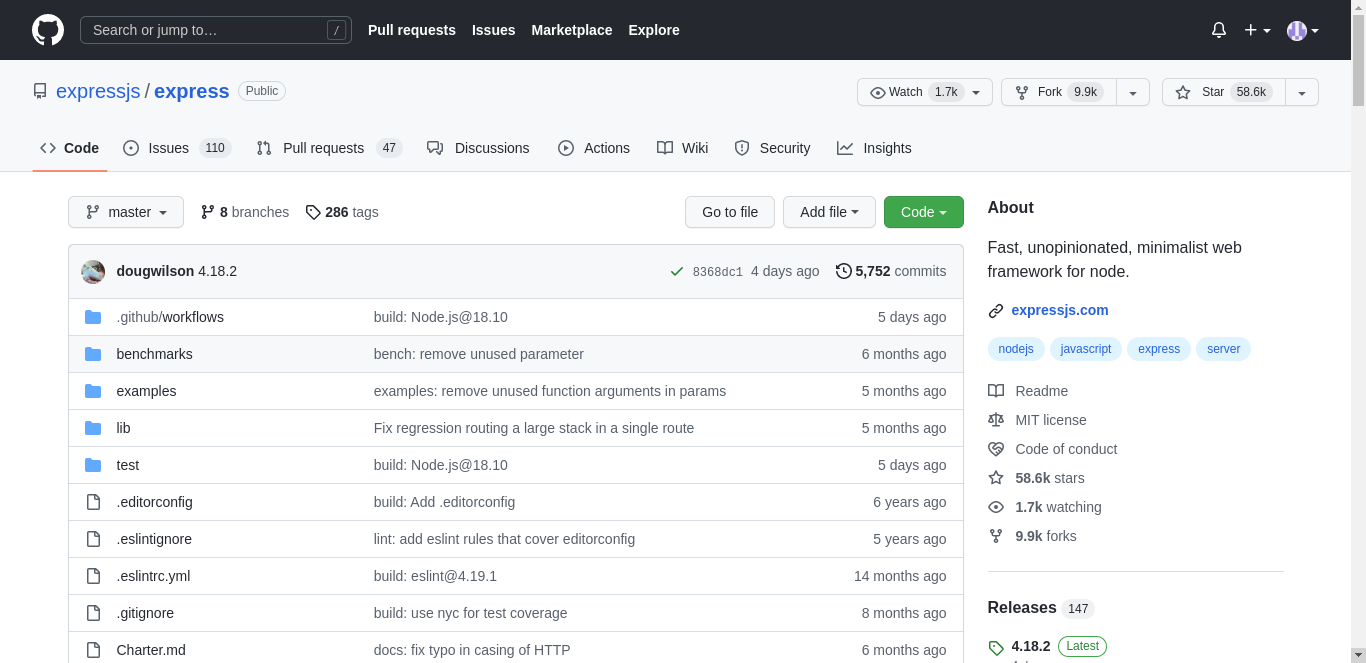 Search or jump to… /
Pull requests Issues Marketplace Explore
expressjs / express Public
Watch 1.7k Fork 9.9k Star 58.6k
Code Issues 110 Pull requests 47 Discussions Actions Wiki Security Insights
master 8 branches 286 tags Go to file Add file Code
dougwilson 4.18.2 8368dc1 4 days ago 5,752 commits
.github/workflows build: Node.js@18.10 5 days ago
benchmarks bench: remove unused parameter 6 months ago
examples examples: remove unused function arguments in params 5 months ago
lib Fix regression routing a large stack in a single route 5 months ago
test build: Node.js@18.10 5 days ago
.editorconfig build: Add .editorconfig 6 years ago
.eslintignore lint: add eslint rules that cover editorconfig 5 years ago
.eslintrc.yml build: eslint@4.19.1 14 months ago
.gitignore build: use nyc for test coverage 8 months ago
Charter.md docs: fix typo in casing of HTTP 6 months ago
About
Fast, unopinionated, minimalist web
framework for node.
expressjs.com
nodejs javascript express server
Readme
MIT license
Code of conduct
58.6k stars
1.7k watching
9.9k forks
Releases 147
4.18.2 Latest